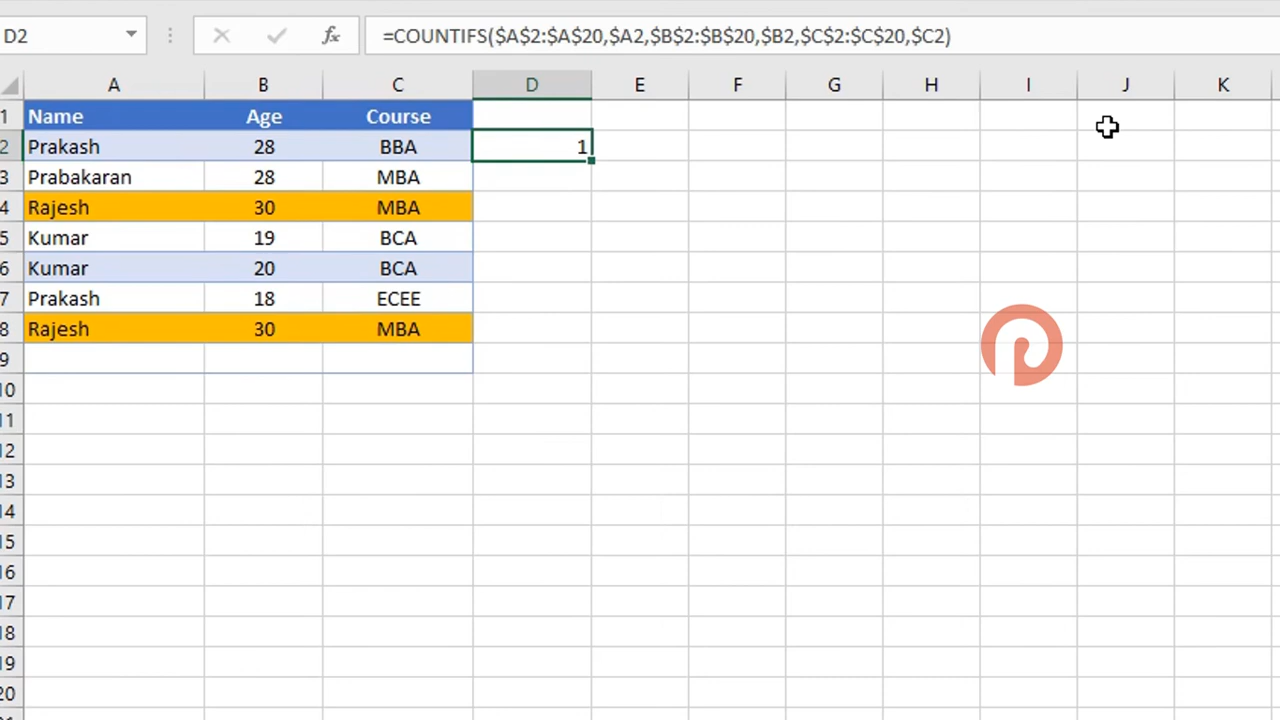 D2 fx =COUNTIFS($A$2:$A$20,$A2,$B$2:$B$20,$B2,$C$2:$C$20,$C2)
A B C D E F G H I J K
1 Name Age Course
2 Prakash 28 BBA 1
3 Prabakaran 28 MBA
4 Rajesh 30 MBA
5 Kumar 19 BCA
6 Kumar 20 BCA
7 Prakash 18 ECEE
8 Rajesh 30 MBA
9
10
11
12
13
14
15
16
17
18
19
20